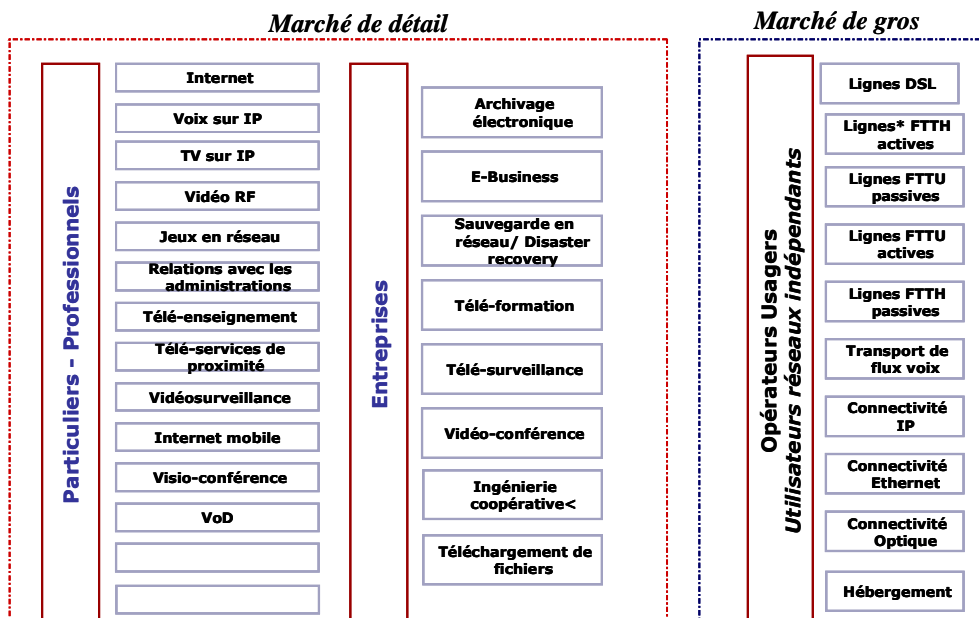 Marché de détail
Particuliers - Professionnels
Internet
Voix sur IP
TV sur IP
Vidéo RF
Jeux en réseau
Relations avec les
administrations
Télé-enseignement
Télé-services de
proximité
Vidéosurveillance
Internet mobile
Visio-conférence
VoD
Entreprises
Archivage
électronique
E-Business
Sauvegarde en
réseau/ Disaster
recovery
Télé-formation
Télé-surveillance
Vidéo-conférence
Ingénierie
coopérative<
Téléchargement de
fichiers
Marché de gros
Opérateurs Usagers
Utilisateurs réseaux indépendants
Lignes DSL
Lignes* FTTH
actives
Lignes FTTU
passives
Lignes FTTU
actives
Lignes FTTH
passives
Transport de
flux voix
Connectivité
IP
Connectivité
Ethernet
Connectivité
Optique
Hébergement